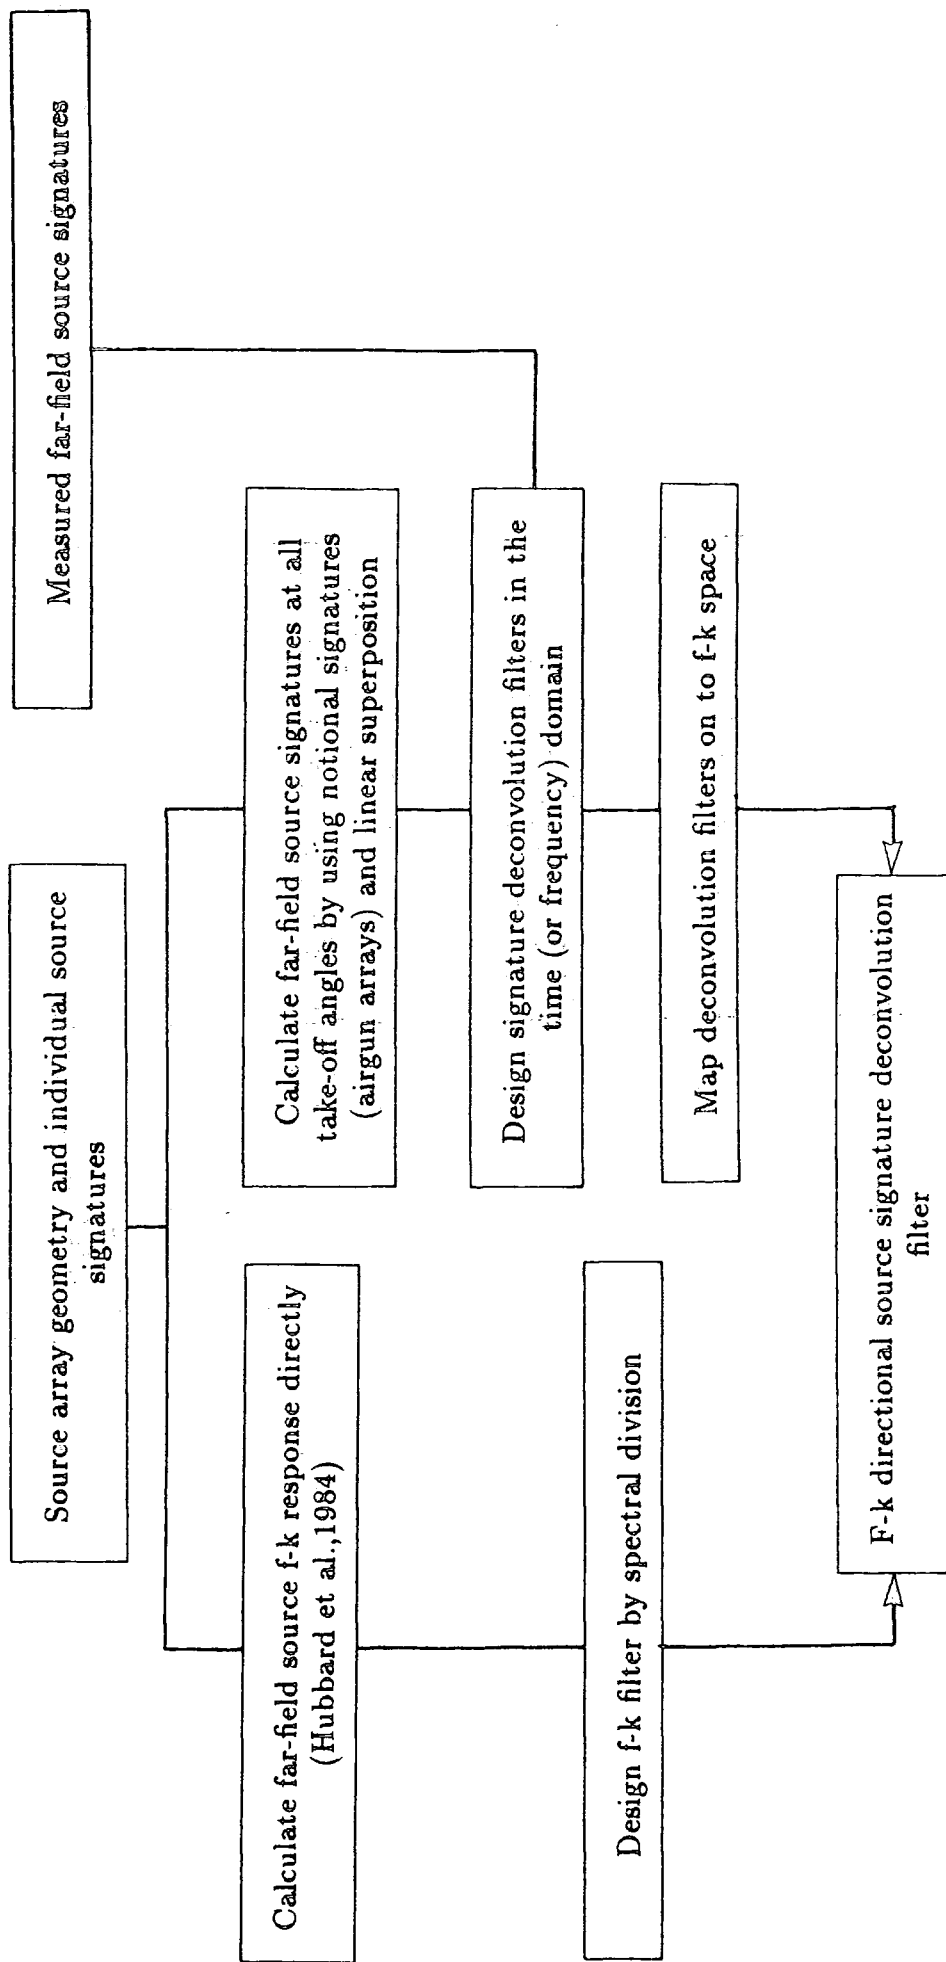 Source array geometry and individual source
signatures
Measured far-field source signatures
Calculate far-field source f-k response directly
(Hubbard et al.,1984)
Calculate far-field source signatures at all
take-off angles by using notional signatures
(airgun arrays) and linear superposition
Design signature deconvolution filters in the
time (or frequency) domain
Design f-k filter by spectral division
Map deconvolution filters on to f-k space
F-k directional source signature deconvolution
filter